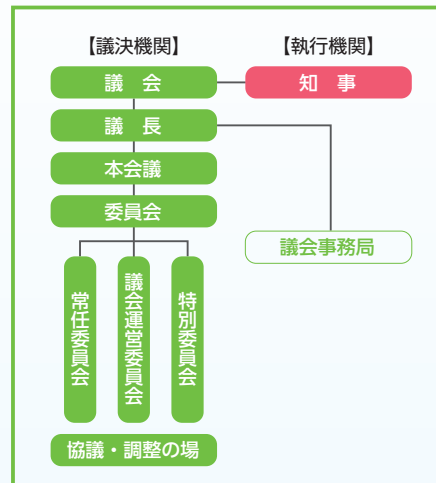 【議決機関】
【執行機関】
議　会
知　事
議　長
本会議
委員会
議会事務局
常任委員会
議会運営委員会
特別委員会
協議・調整の場